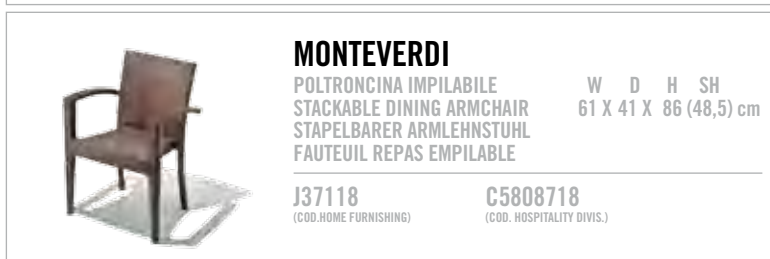 MONTEVERDI
POLTRONCINA IMPILABILE W D H SH
STACKABLE DINING ARMCHAIR 61 X 41 X 86 (48,5) cm
STAPELBARER ARMLEHNSTUHL
FAUTEUIL REPAS EMPILABLE
J37118 C5808718
(COD.HOME FURNISHING) (COD. HOSPITALITY DIVIS.)